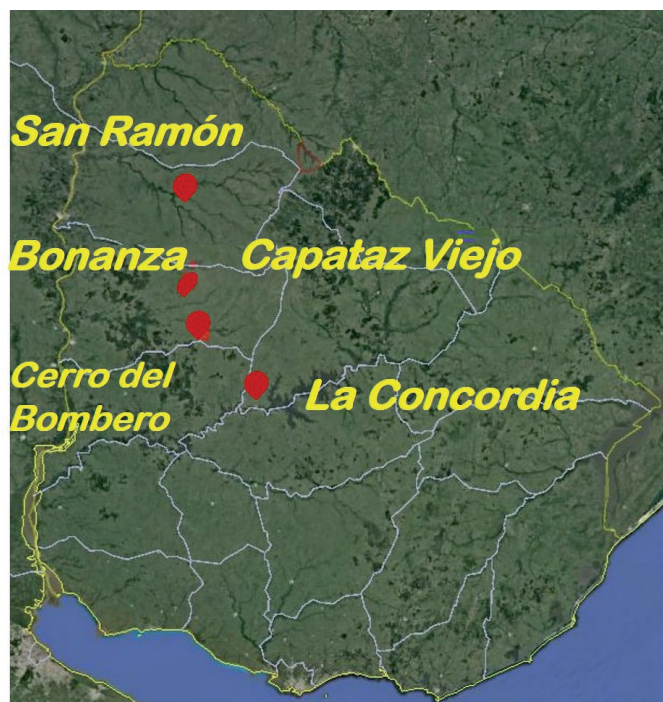 San Ramón
Bonanza
Capataz Viejo
Cerro del
Bombero
La Concordia